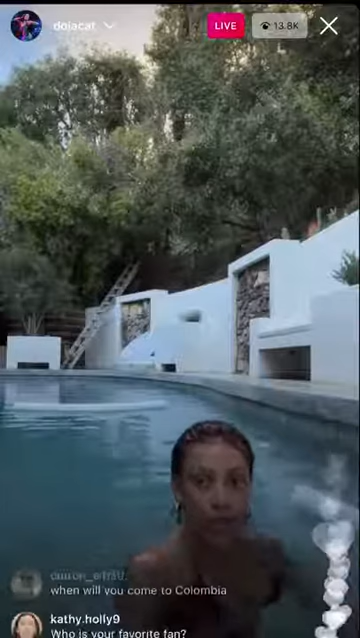 dojacat
LIVE
13.8K
when will you come to Colombia
kathy.holly9
Who is your favorite fan?